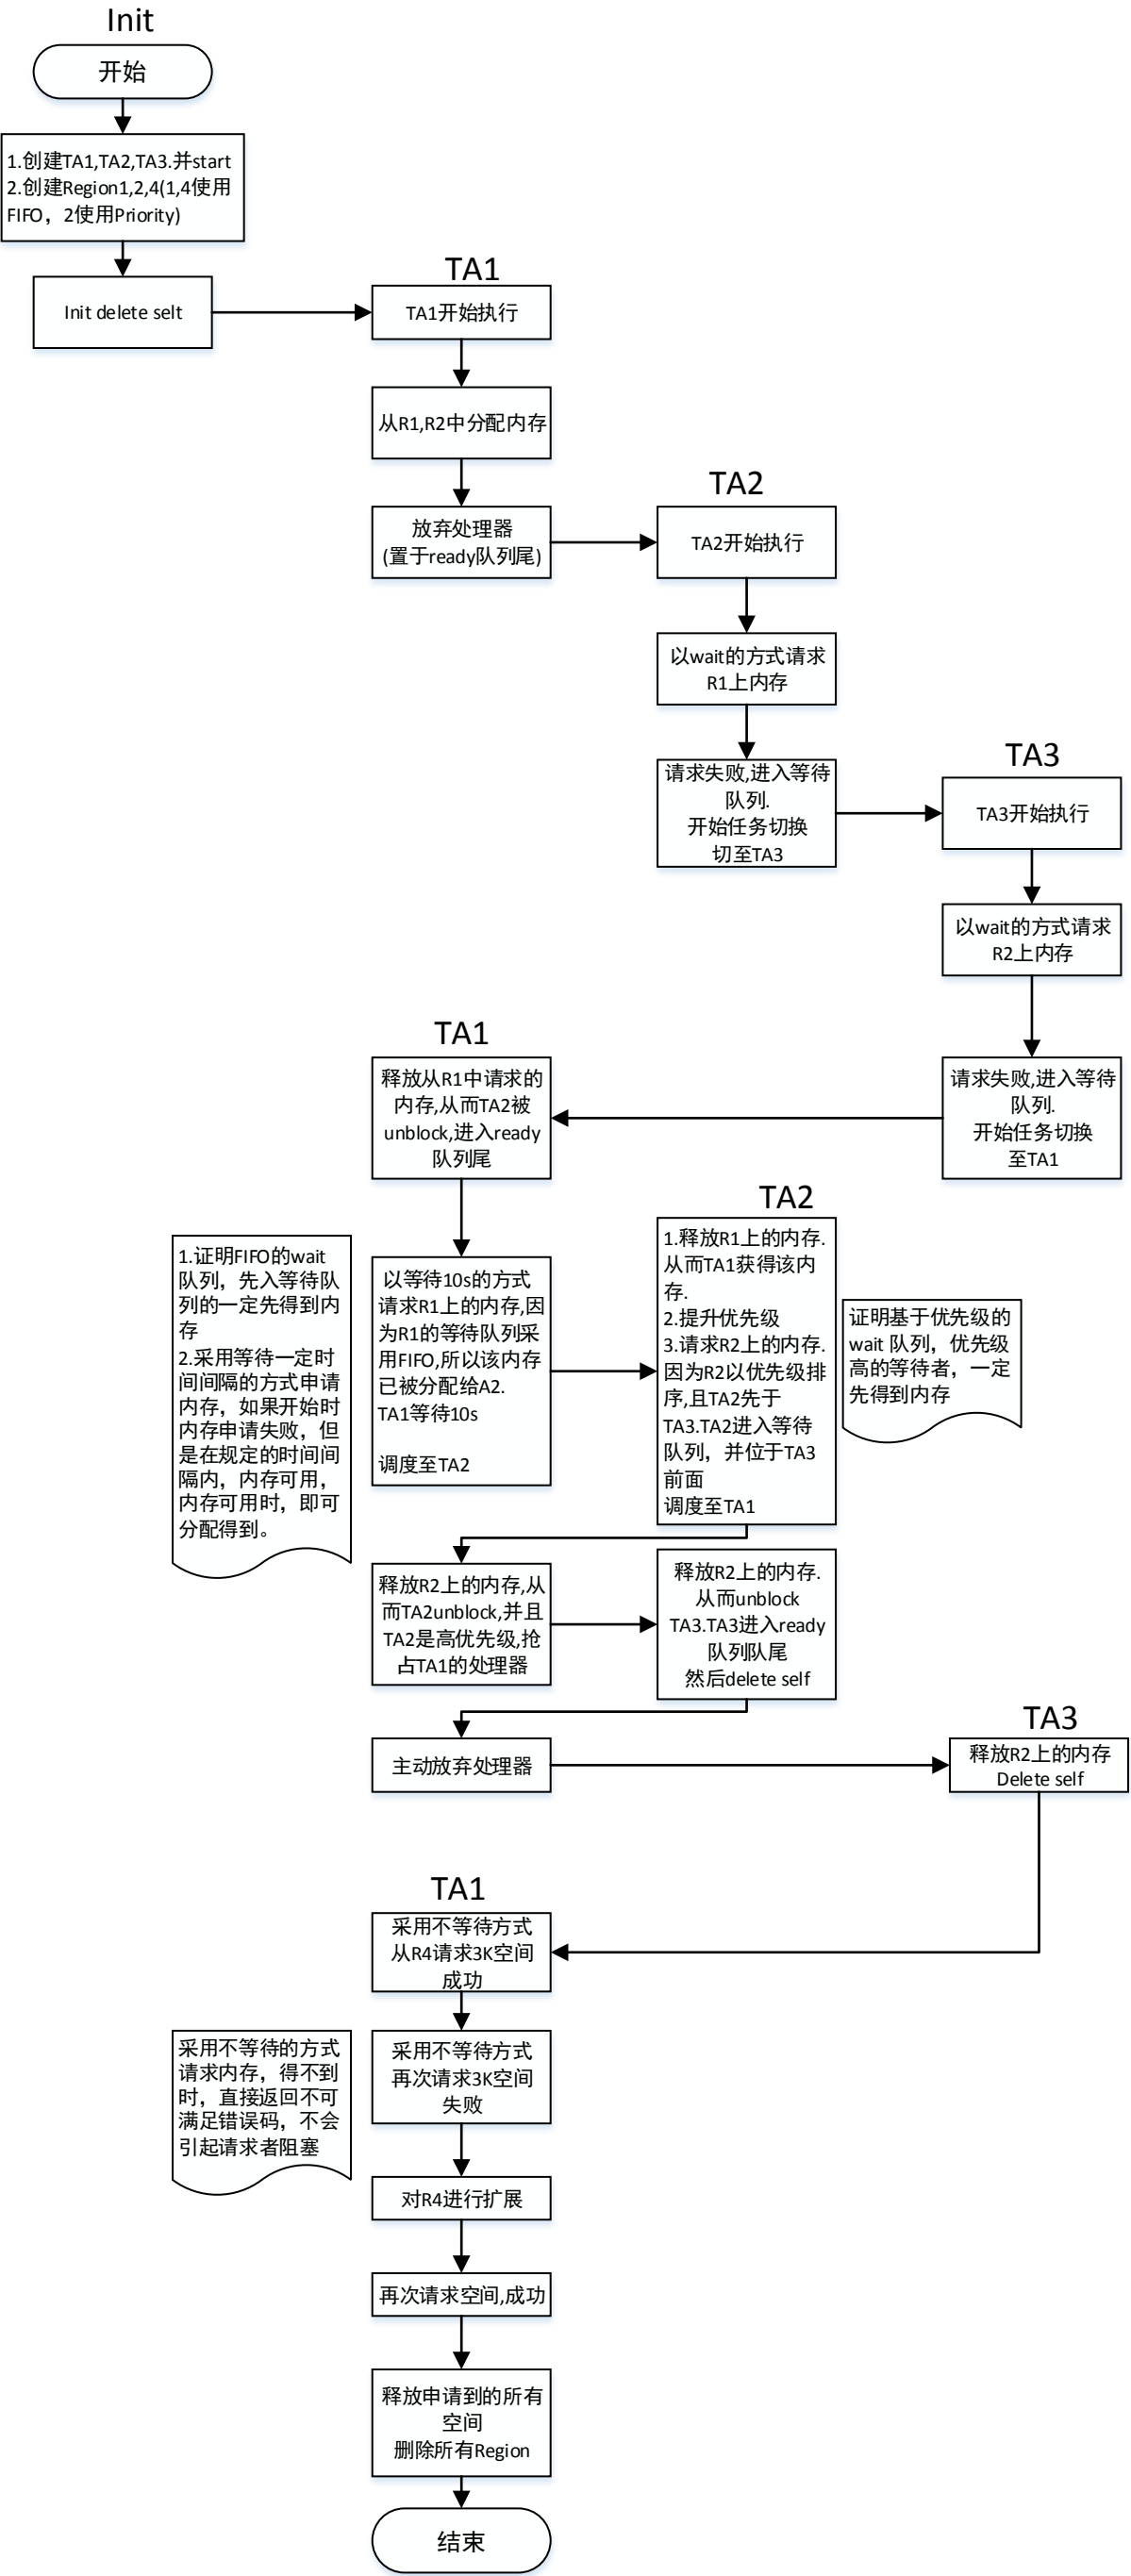 Init
开始
1.创建TA1,TA2,TA3.并start
2.创建Region1,2,4(1,4使用
FIFO，2使用Priority)
Init delete selt
TA1
TA1开始执行
从R1,R2中分配内存
放弃处理器
(置于ready队列尾)
TA2
TA2开始执行
以wait的方式请求
R1上内存
请求失败,进入等待
队列.
开始任务切换
切至TA3
TA3
TA3开始执行
以wait的方式请求
R2上内存
请求失败,进入等待
队列.
开始任务切换
至TA1
TA1
释放从R1中请求的
内存,从而TA2被
unblock,进入ready
队列尾
1.证明FIFO的wait
队列，先入等待队
列的一定先得到内
存
2.采用等待一定时
间间隔的方式申请
内存，如果开始时
内存申请失败，但
是在规定的时间间
隔内，内存可用，
内存可用时，即可
分配得到。
以等待10s的方式
请求R1上的内存,因
为R1的等待队列采
用FIFO,所以该内存
已被分配给A2.
TA1等待10s
调度至TA2
TA2
1.释放R1上的内存.
从而TA1获得该内
存.
2.提升优先级
3.请求R2上的内存.
因为R2以优先级排
序,且TA2先于
TA3.TA2进入等待
队列，并位于TA3
前面
调度至TA1
证明基于优先级的
wait 队列，优先级
高的等待者，一定
先得到内存
释放R2上的内存,从
而TA2unblock,并且
TA2是高优先级,抢
占TA1的处理器
释放R2上的内存.
从而unblock
TA3.TA3进入ready
队列队尾
然后delete self
主动放弃处理器
TA3
释放R2上的内存
Delete self
TA1
采用不等待方式
从R4请求3K空间
成功
采用不等待的方式
请求内存，得不到
时，直接返回不可
满足错误码，不会
引起请求者阻塞
采用不等待方式
再次请求3K空间
失败
对R4进行扩展
再次请求空间,成功
释放申请到的所有
空间
删除所有Region
结束